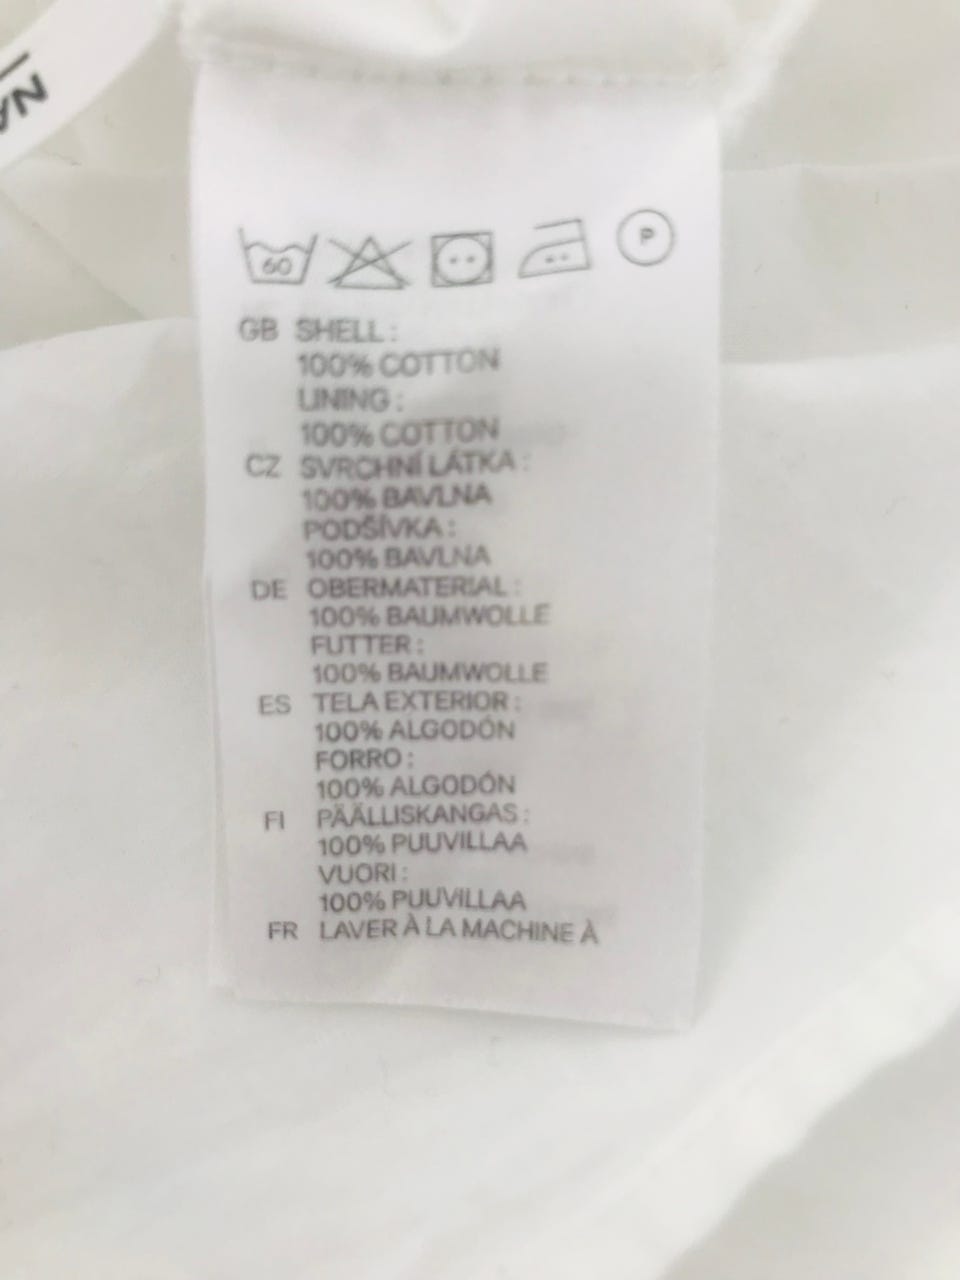 NA
60 P
GB SHELL :
100% COTTON
LINING :
100% COTTON
CZ SVRCHNÍ LÁTKA :
100% BAVLNA
PODŠÍVKA :
100% BAVLNA
DE OBERMATERIAL :
100% BAUMWOLLE
FUTTER :
100% BAUMWOLLE
ES TELA EXTERIOR :
100% ALGODÓN
FORRO :
100% ALGODÓN
FI PÄÄLLISKANGAS :
100% PUUVILLAA
VUORI :
100% PUUVILLAA
FR LAVER À LA MACHINE À